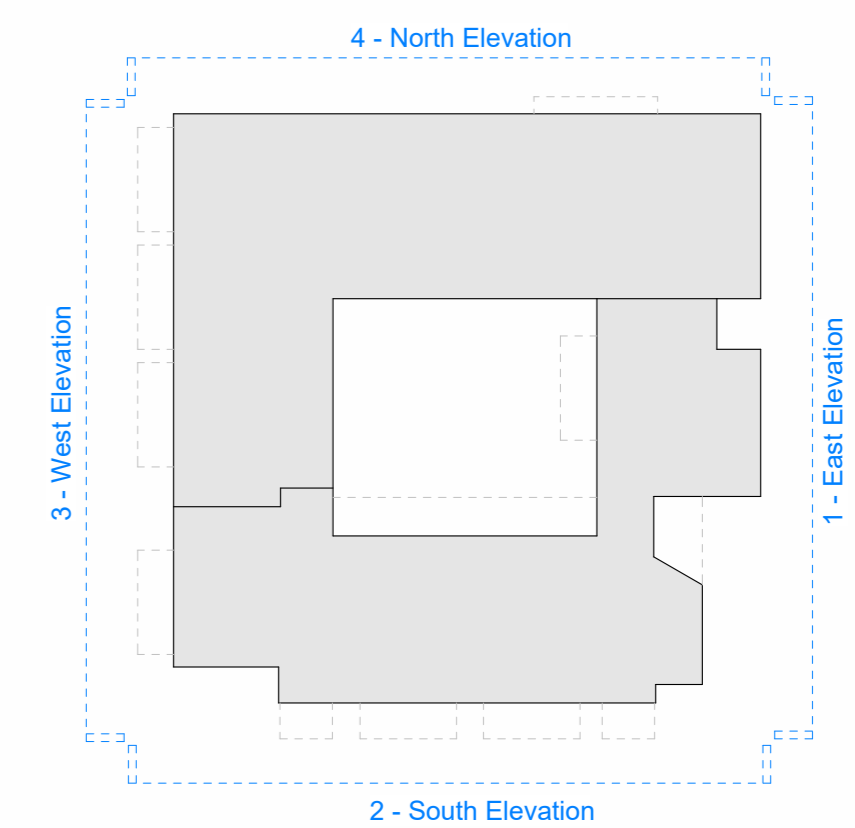 4 - North Elevation
3 - West Elevation
1 - East Elevation
2 - South Elevation